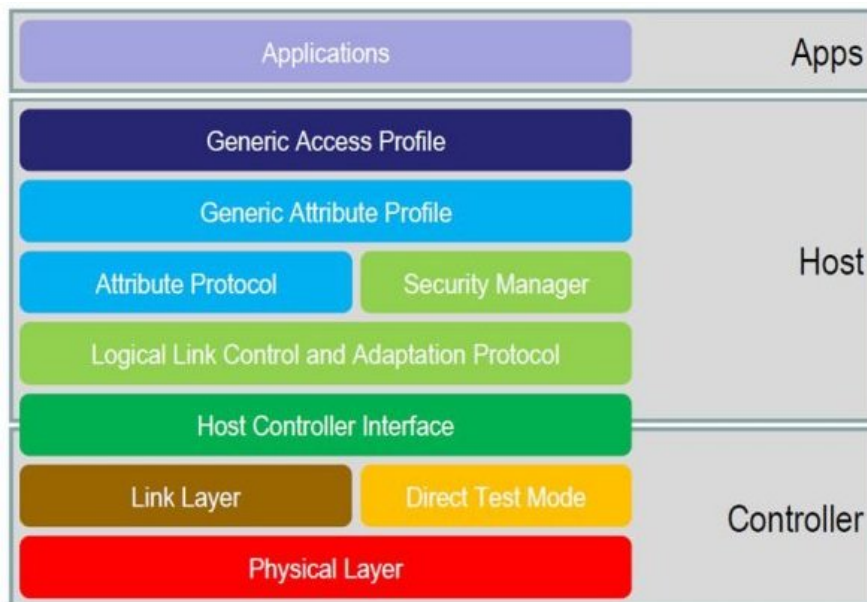 Applications
Apps
Generic Access Profile
Generic Attribute Profile
Host
Attribute Protocol
Security Manager
Logical Link Control and Adaptation Protocol
Host Controller Interface
Link Layer
Direct Test Mode
Controller
Physical Layer